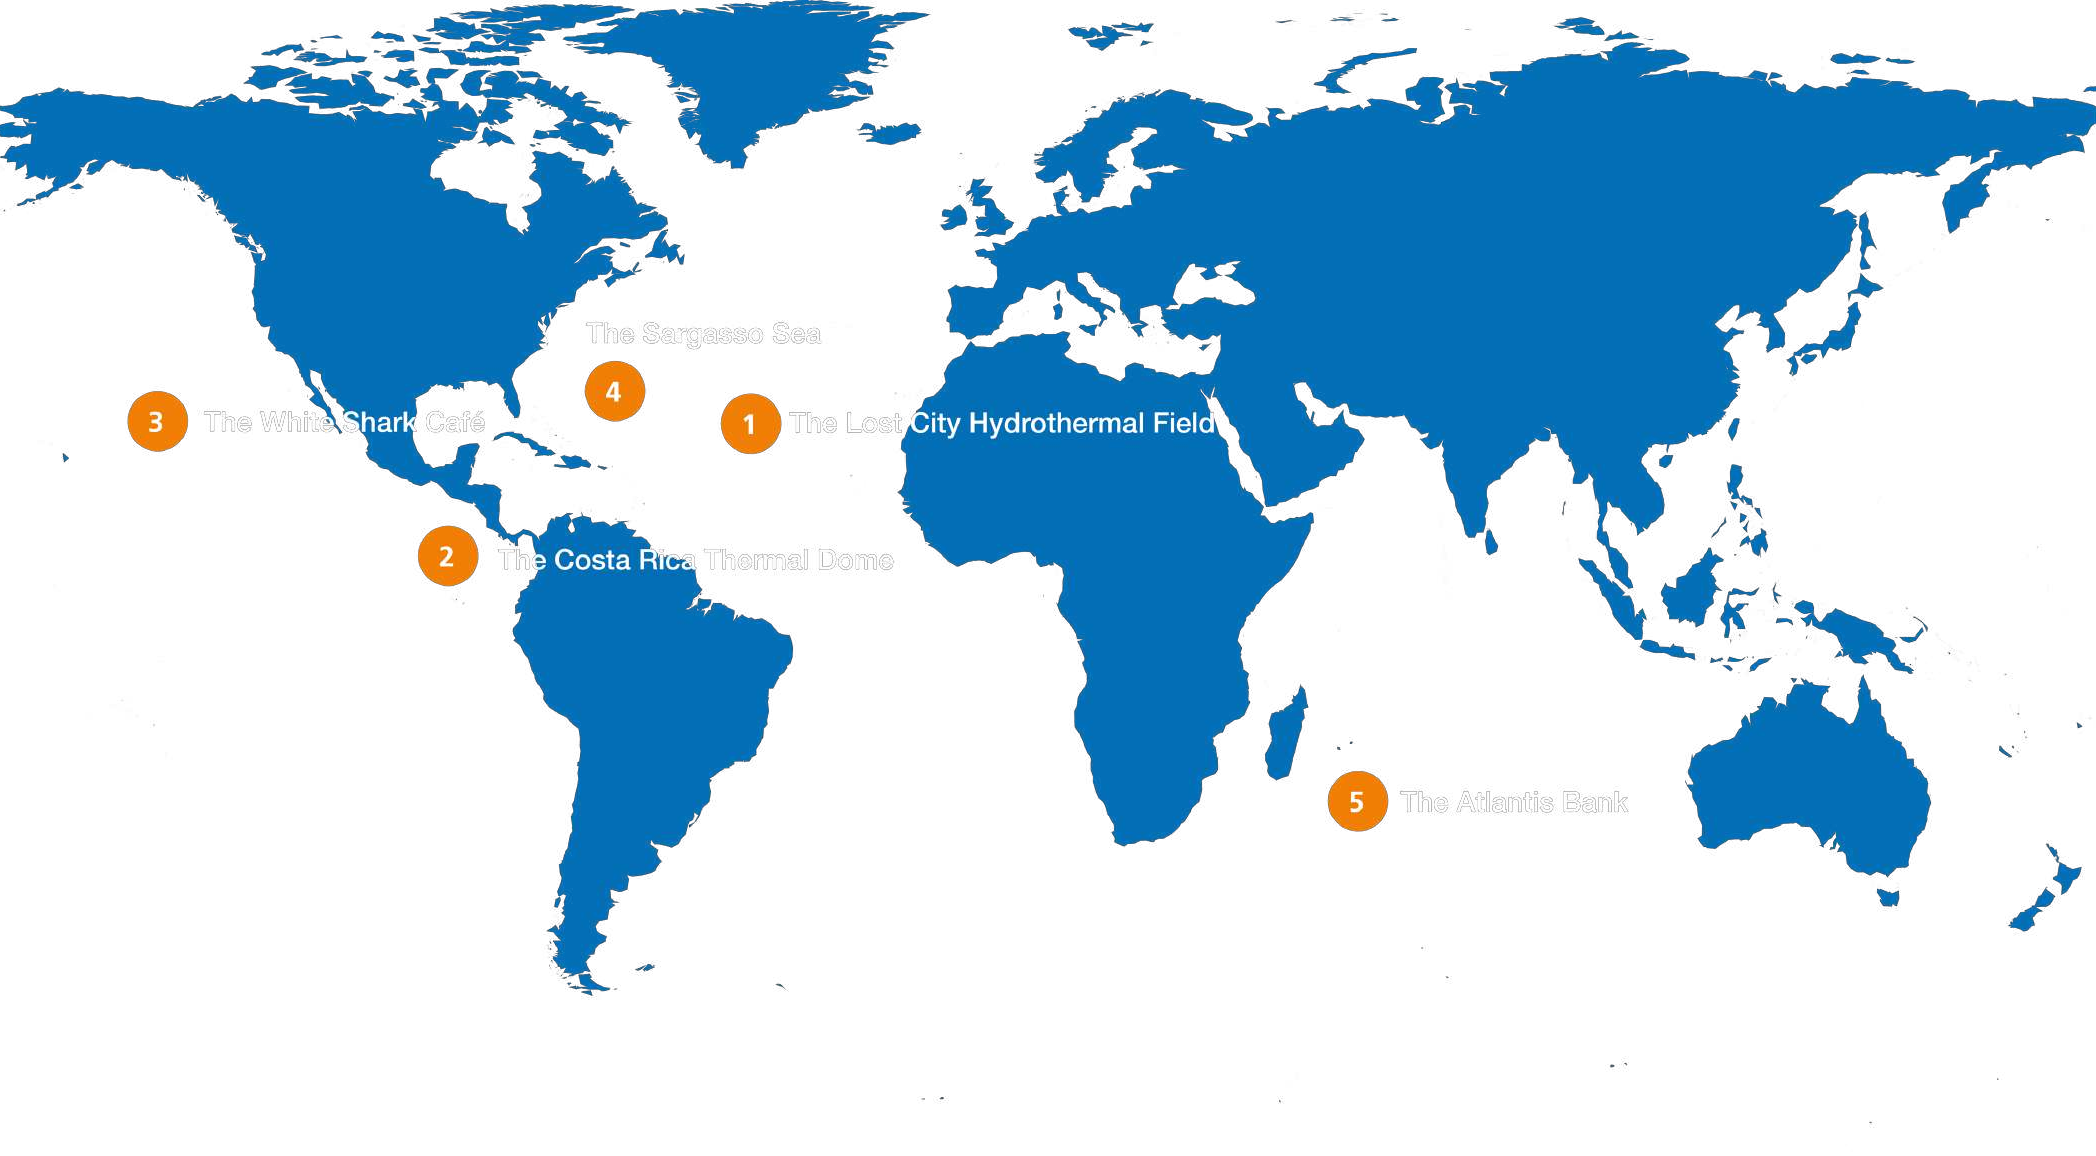 The Sargasso Sea
4
3 The White Shark Café
1 The Lost City Hydrothermal Field
2 The Costa Rica Thermal Dome
5 The Atlantis Bank